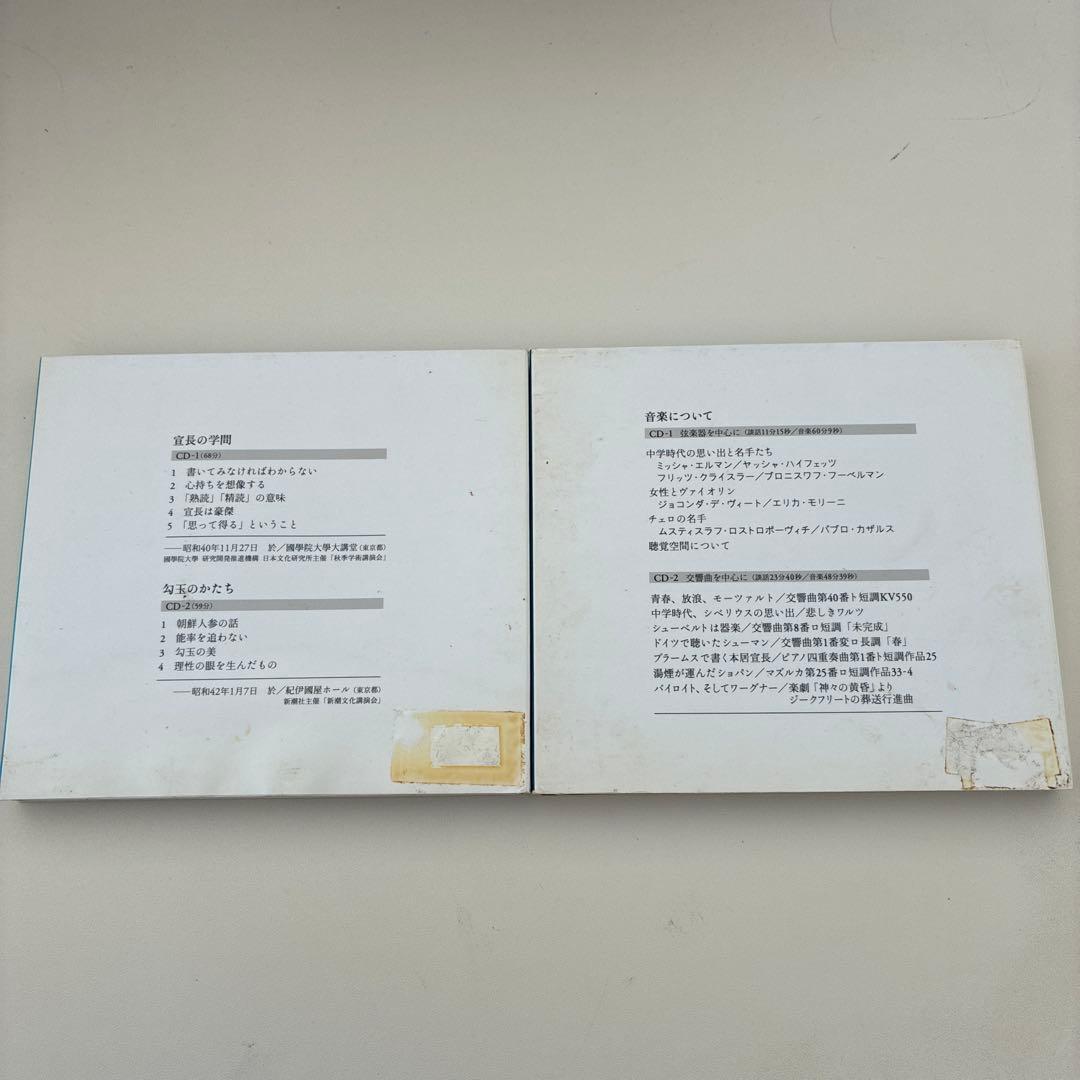 宣長の学問
CD-1(68分)
1 書いてみなければわからない
2 心持ちを想像する
3 「熟読」「精読」の意味
4 宣長は豪傑
5 「思って得る」ということ
──昭和40年11月27日 於／國學院大學大講堂(東京都)
國學院大學 研究開発推進機構 日本文化研究所主催「秋季学術講演会」
勾玉のかたち
CD-2(59分)
1 朝鮮人参の話
2 能率を追わない
3 勾玉の美
4 理性の眼を生んだもの
──昭和42年1月7日 於／紀伊國屋ホール(東京都)
新潮社主催「新潮文化講演会」
音楽について
CD-1 弦楽器を中心に(談話11分15秒／音楽60分9秒)
中学時代の思い出と名手たち
ミッシャ・エルマン／ヤッシャ・ハイフェッツ
フリッツ・クライスラー／ブロニスワフ・フーベルマン
女性とヴァイオリン
ジョコンダ・デ・ヴィート／エリカ・モリーニ
チェロの名手
ムスティスラフ・ロストロポーヴィチ／パブロ・カザルス
聴覚空間について
CD-2 交響曲を中心に(談話23分40秒／音楽48分39秒)
青春、放浪、モーツァルト／交響曲第40番ト短調KV550
中学時代、シベリウスの思い出／悲しきワルツ
シューベルトは器楽／交響曲第8番ロ短調「未完成」
ドイツで聴いたシューマン／交響曲第1番変ロ長調「春」
ブラームスで書く本居宣長／ピアノ四重奏曲第1番ト短調作品25
湯煙が運んだショパン／マズルカ第25番ロ短調作品33-4
バイロイト、そしてワーグナー／楽劇「神々の黄昏」より
ジークフリートの葬送行進曲